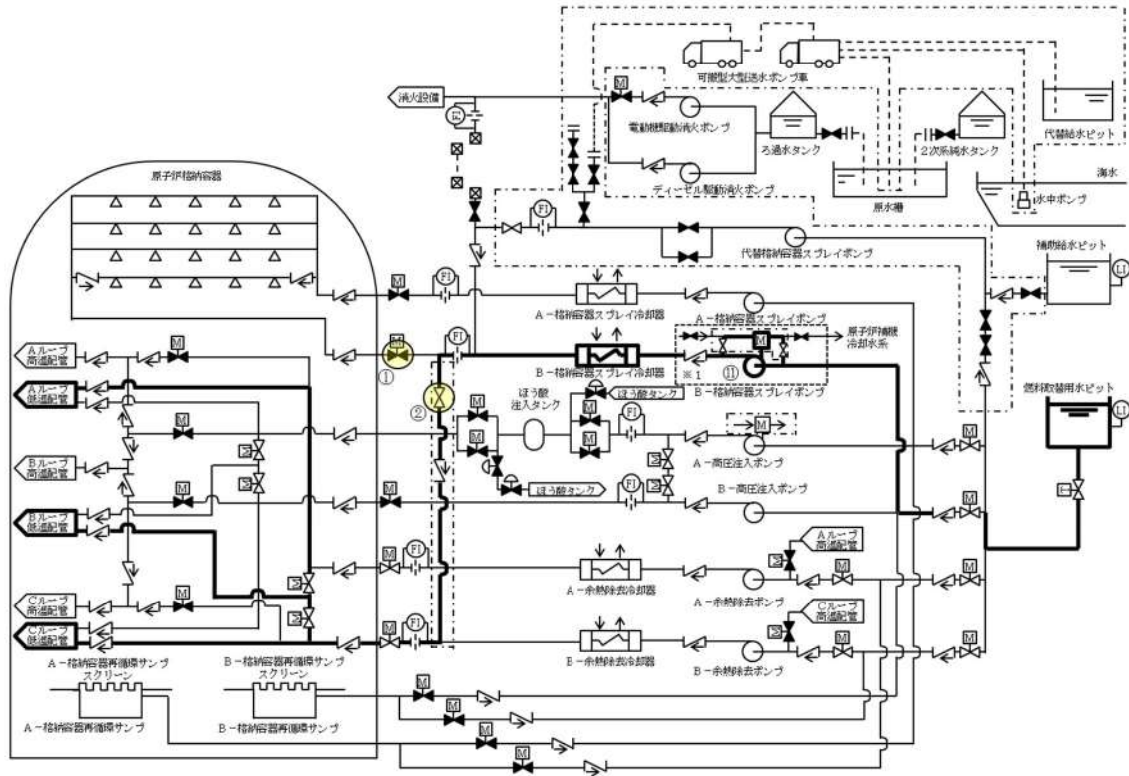 可搬型大型送水ポンプ車
消火設備
FI
M
電動機駆動消火ポンプ
ろ過水タンク
2次系純水タンク
代替給水ピット
ディーゼル駆動消火ポンプ
原水槽
海水
水中ポンプ
原子炉格納容器
FI
代替格納容器スプレイポンプ
補助給水ピット
LI
M
FI
A-格納容器スプレイ冷却器
A-格納容器スプレイポンプ
原子炉補機
冷却水系
M
①
FI
B-格納容器スプレイ冷却器
※1
M
⑪
B-格納容器スプレイポンプ
燃料取替用水ピット
LI
Aループ
高温配管
M
Aループ
低温配管
②
M
M
ほう酸
注入タンク
ほう酸タンク
M
M
FI
M
A-高圧注入ポンプ
M
M
Bループ
高温配管
M
M
M
ほう酸タンク
FI
M
B-高圧注入ポンプ
M
Bループ
低温配管
M
M
FI
A-余熱除去冷却器
Aループ
高温配管
M
M
A-余熱除去ポンプ
M
Cループ
高温配管
M
M
Cループ
低温配管
M
FI
B-余熱除去冷却器
Cループ
高温配管
M
M
B-余熱除去ポンプ
M
A-格納容器再循環サンプ
スクリーン
B-格納容器再循環サンプ
スクリーン
A-格納容器再循環サンプ
B-格納容器再循環サンプ
M
M
M
M